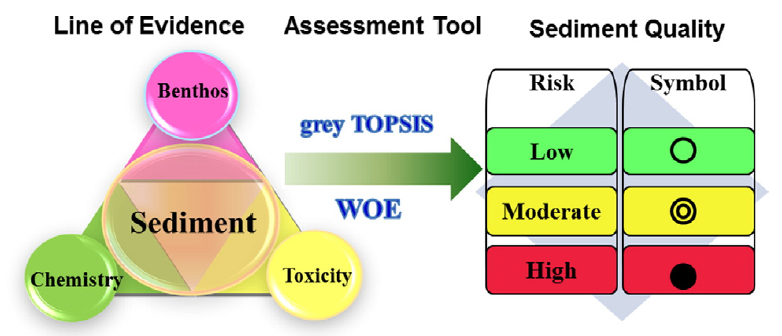 Line of Evidence
Assessment Tool
Sediment Quality
Benthos
Sediment
Chemistry
Toxicity
grey TOPSIS
WOE
Risk Symbol
Low
Moderate
High